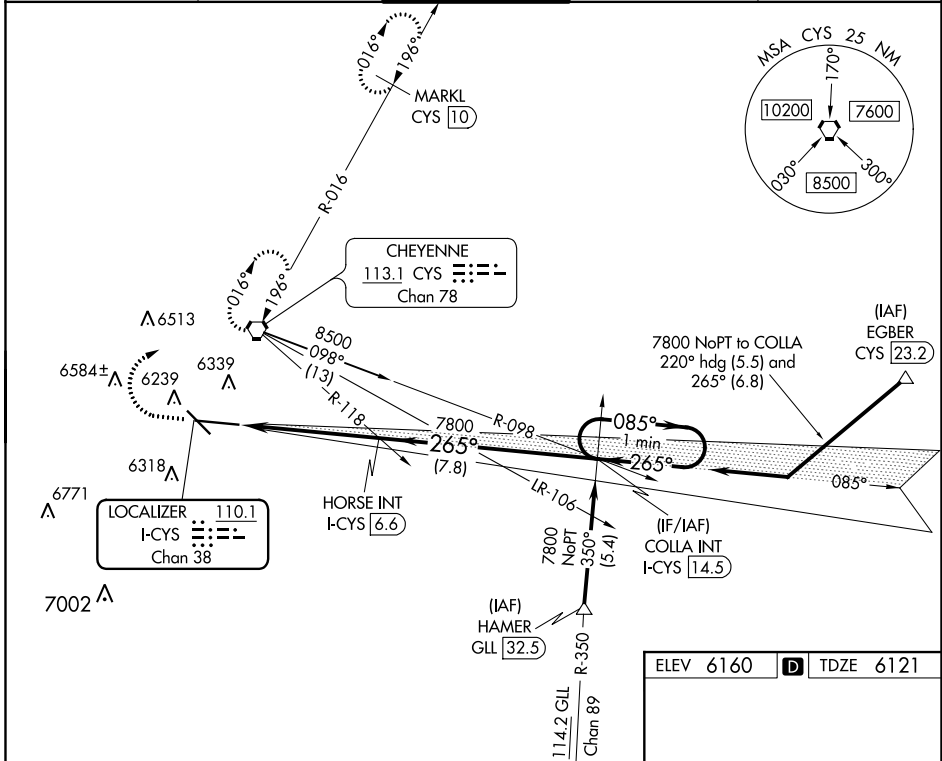 016°
196°
MARKL
CYS 10
R-016
MSA CYS 25 NM
170°
10200
7600
030°
300°
8500
CHEYENNE
113.1 CYS
Chan 78
016°
196°
6513
6584±
6239
6339
8500
098°
(13)
R-118
R-098
7800 NoPT to COLLA
220° hdg (5.5) and
265° (6.8)
(IAF)
EGBER
CYS 23.2
7800
265°
(7.8)
085°
1 min
265°
085°
LR-106
6318
6771
HORSE INT
I-CYS 6.6
LOCALIZER 110.1
I-CYS
Chan 38
7002
7800
NoPT
350°
(5.4)
(IF/IAF)
COLLA INT
I-CYS 14.5
(IAF)
HAMER
GLL 32.5
R-350
114.2 GLL
Chan 89
ELEV 6160 D TDZE 6121